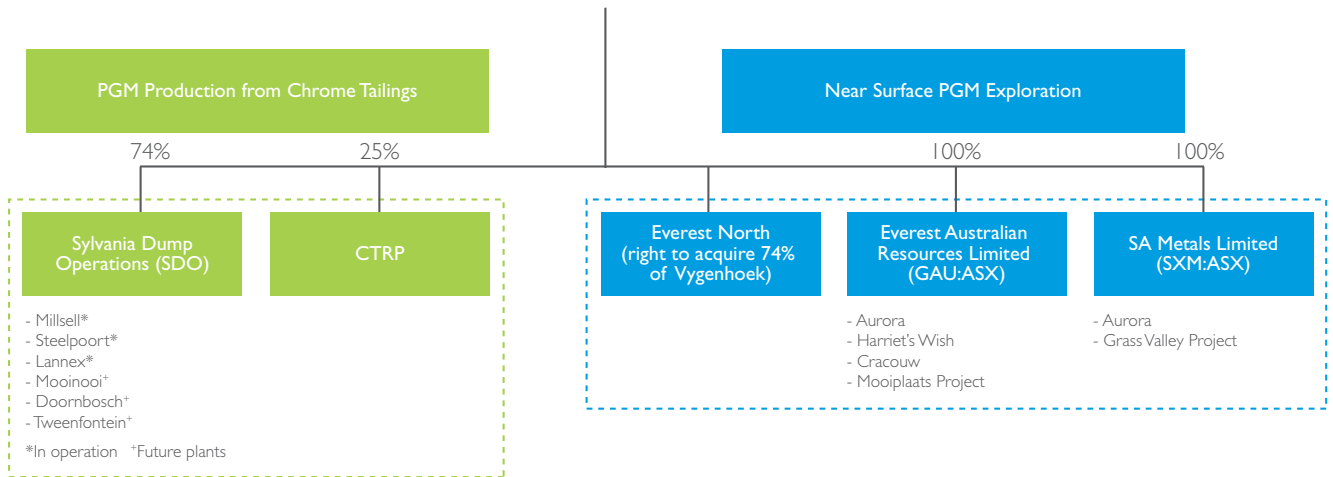 PGM Production from Chrome Tailings
Near Surface PGM Exploration
74%
25%
100%
100%
Sylvania Dump
Operations (SDO)
CTRP
Everest North
(right to acquire 74%
of Vygenhoek)
Everest Australian
Resources Limited
(GAU:ASX)
SA Metals Limited
(SXM:ASX)
- Millsell*
- Steelpoort*
- Lannex*
- Mooinooi⁺
- Doornbosch⁺
- Tweenfontein⁺
*In operation ⁺Future plants
- Aurora
- Harriet's Wish
- Cracouw
- Mooiplaats Project
- Aurora
- Grass Valley Project